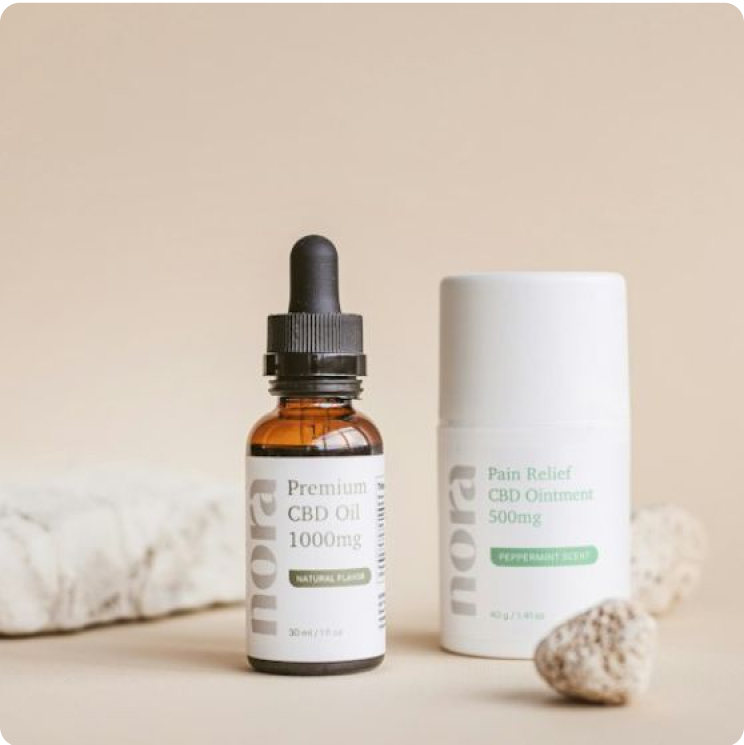 nora
Premium
CBD Oil
1000mg
NATURAL FLAVOR
30 ml / 1 fl oz
nora
Pain Relief
CBD Ointment
500mg
PEPPERMINT SCENT
40 g / 1.41 oz